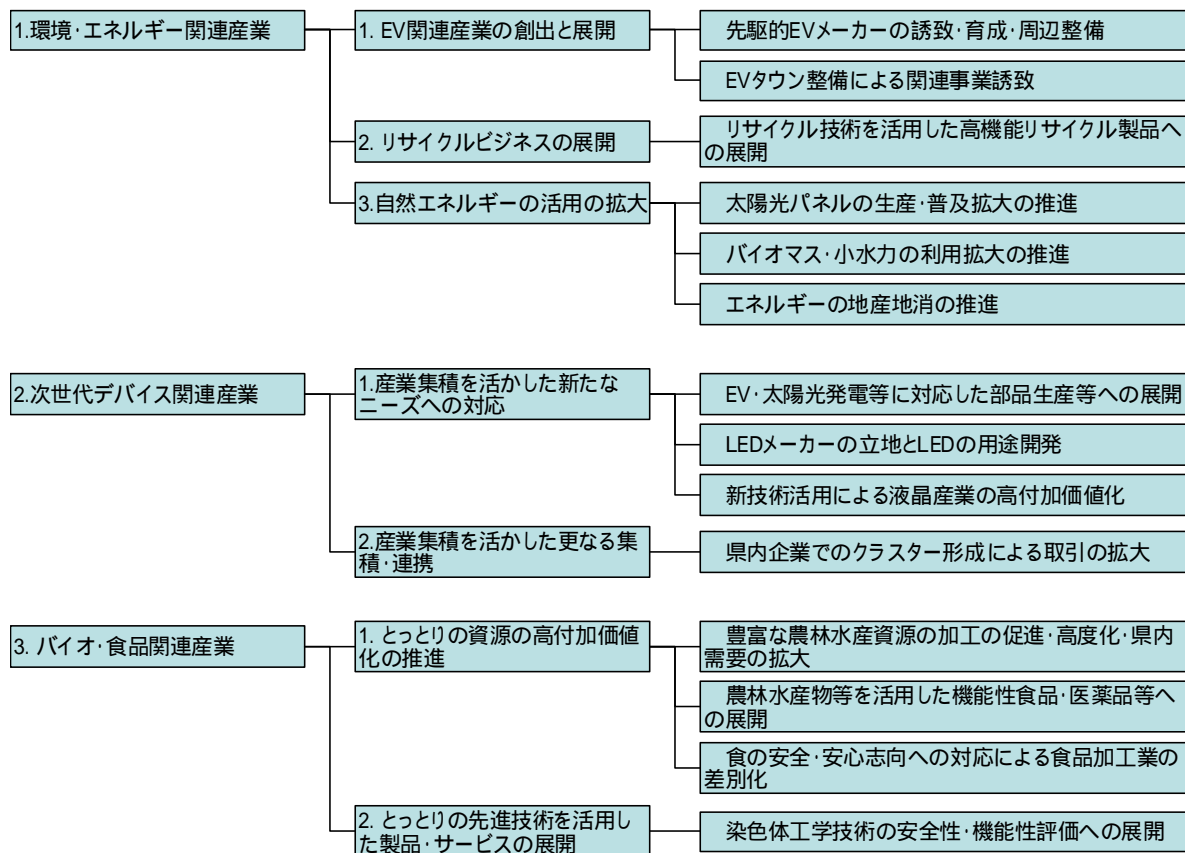 1.環境･エネルギー関連産業
1. EV関連産業の創出と展開
先駆的EVメーカーの誘致･育成･周辺整備
EVタウン整備による関連事業誘致
2. リサイクルビジネスの展開
リサイクル技術を活用した高機能リサイクル製品へ
の展開
3.自然エネルギーの活用の拡大
太陽光パネルの生産･普及拡大の推進
バイオマス･小水力の利用拡大の推進
エネルギーの地産地消の推進
2.次世代デバイス関連産業
1.産業集積を活かした新たな
ニーズへの対応
EV･太陽光発電等に対応した部品生産等への展開
LEDメーカーの立地とLEDの用途開発
新技術活用による液晶産業の高付加価値化
2.産業集積を活かした更なる集
積･連携
県内企業でのクラスター形成による取引の拡大
3. バイオ･食品関連産業
1. とっとりの資源の高付加価値
化の推進
豊富な農林水産資源の加工の促進･高度化･県内
需要の拡大
農林水産物等を活用した機能性食品･医薬品等へ
の展開
食の安全･安心志向への対応による食品加工業の
差別化
2. とっとりの先進技術を活用し
た製品･サービスの展開
染色体工学技術の安全性･機能性評価への展開